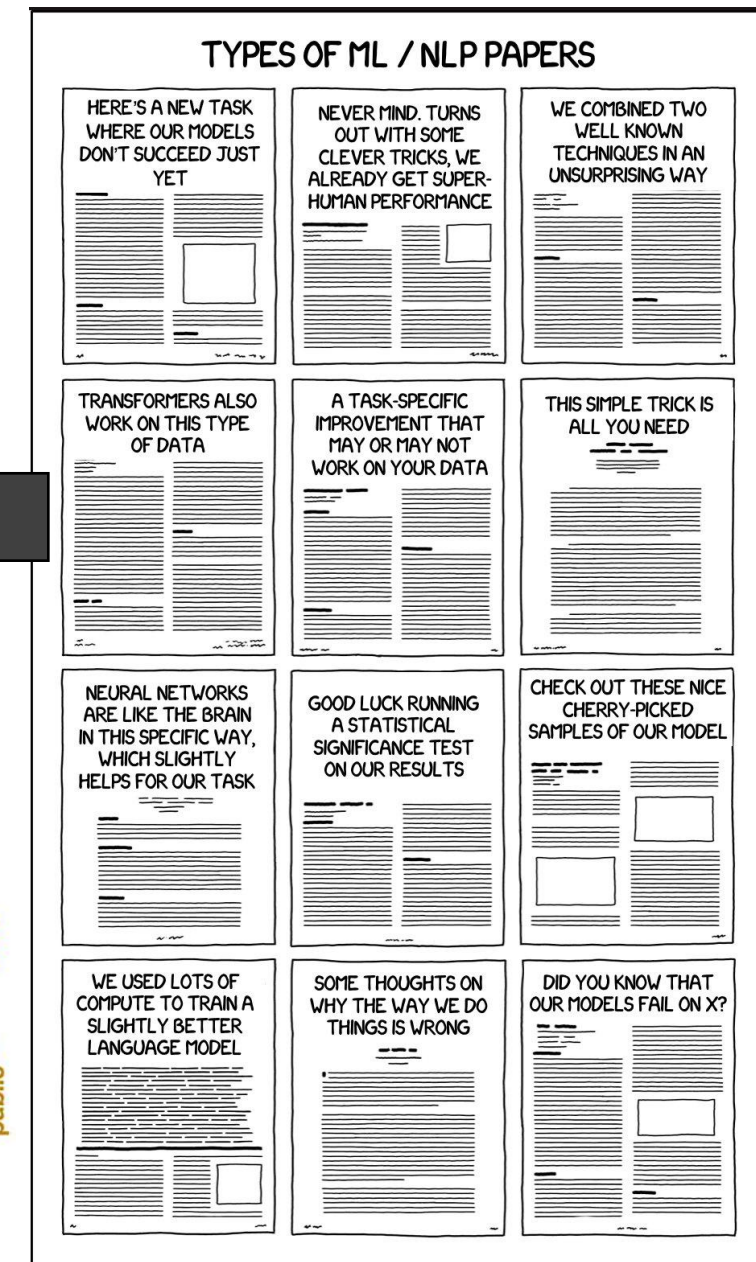 TYPES OF ML / NLP PAPERS
HERE'S A NEW TASK
WHERE OUR MODELS
DON'T SUCCEED JUST
YET
NEVER MIND. TURNS
OUT WITH SOME
CLEVER TRICKS, WE
ALREADY GET SUPER-
HUMAN PERFORMANCE
WE COMBINED TWO
WELL KNOWN
TECHNIQUES IN AN
UNSURPRISING WAY
TRANSFORMERS ALSO
WORK ON THIS TYPE
OF DATA
A TASK-SPECIFIC
IMPROVEMENT THAT
MAY OR MAY NOT
WORK ON YOUR DATA
THIS SIMPLE TRICK IS
ALL YOU NEED
NEURAL NETWORKS
ARE LIKE THE BRAIN
IN THIS SPECIFIC WAY,
WHICH SLIGHTLY
HELPS FOR OUR TASK
GOOD LUCK RUNNING
A STATISTICAL
SIGNIFICANCE TEST
ON OUR RESULTS
CHECK OUT THESE NICE
CHERRY-PICKED
SAMPLES OF OUR MODEL
WE USED LOTS OF
COMPUTE TO TRAIN A
SLIGHTLY BETTER
LANGUAGE MODEL
SOME THOUGHTS ON
WHY THE WAY WE DO
THINGS IS WRONG
DID YOU KNOW THAT
OUR MODELS FAIL ON X?